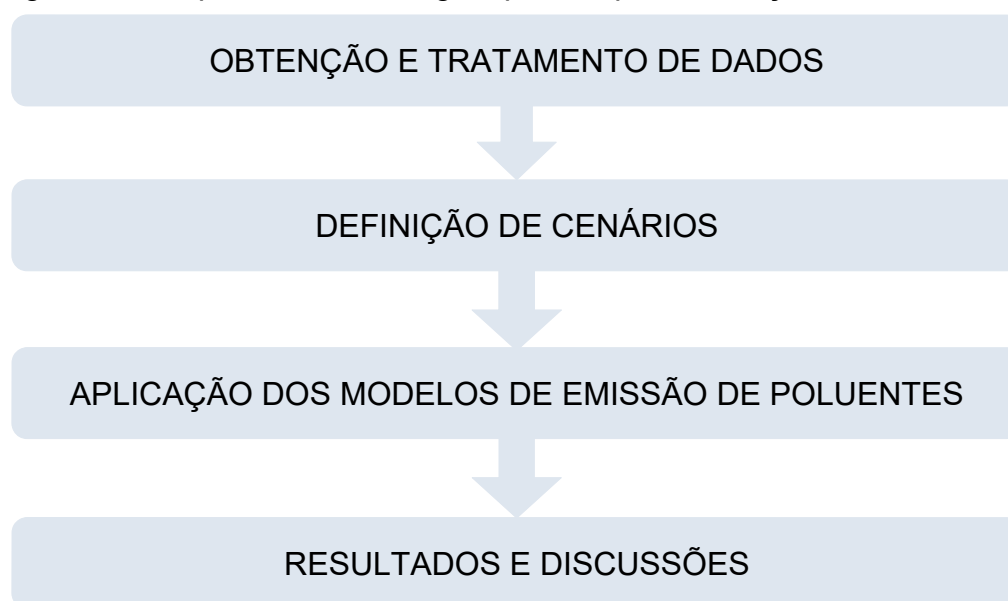 OBTENÇÃO E TRATAMENTO DE DADOS
DEFINIÇÃO DE CENÁRIOS
APLICAÇÃO DOS MODELOS DE EMISSÃO DE POLUENTES
RESULTADOS E DISCUSSÕES